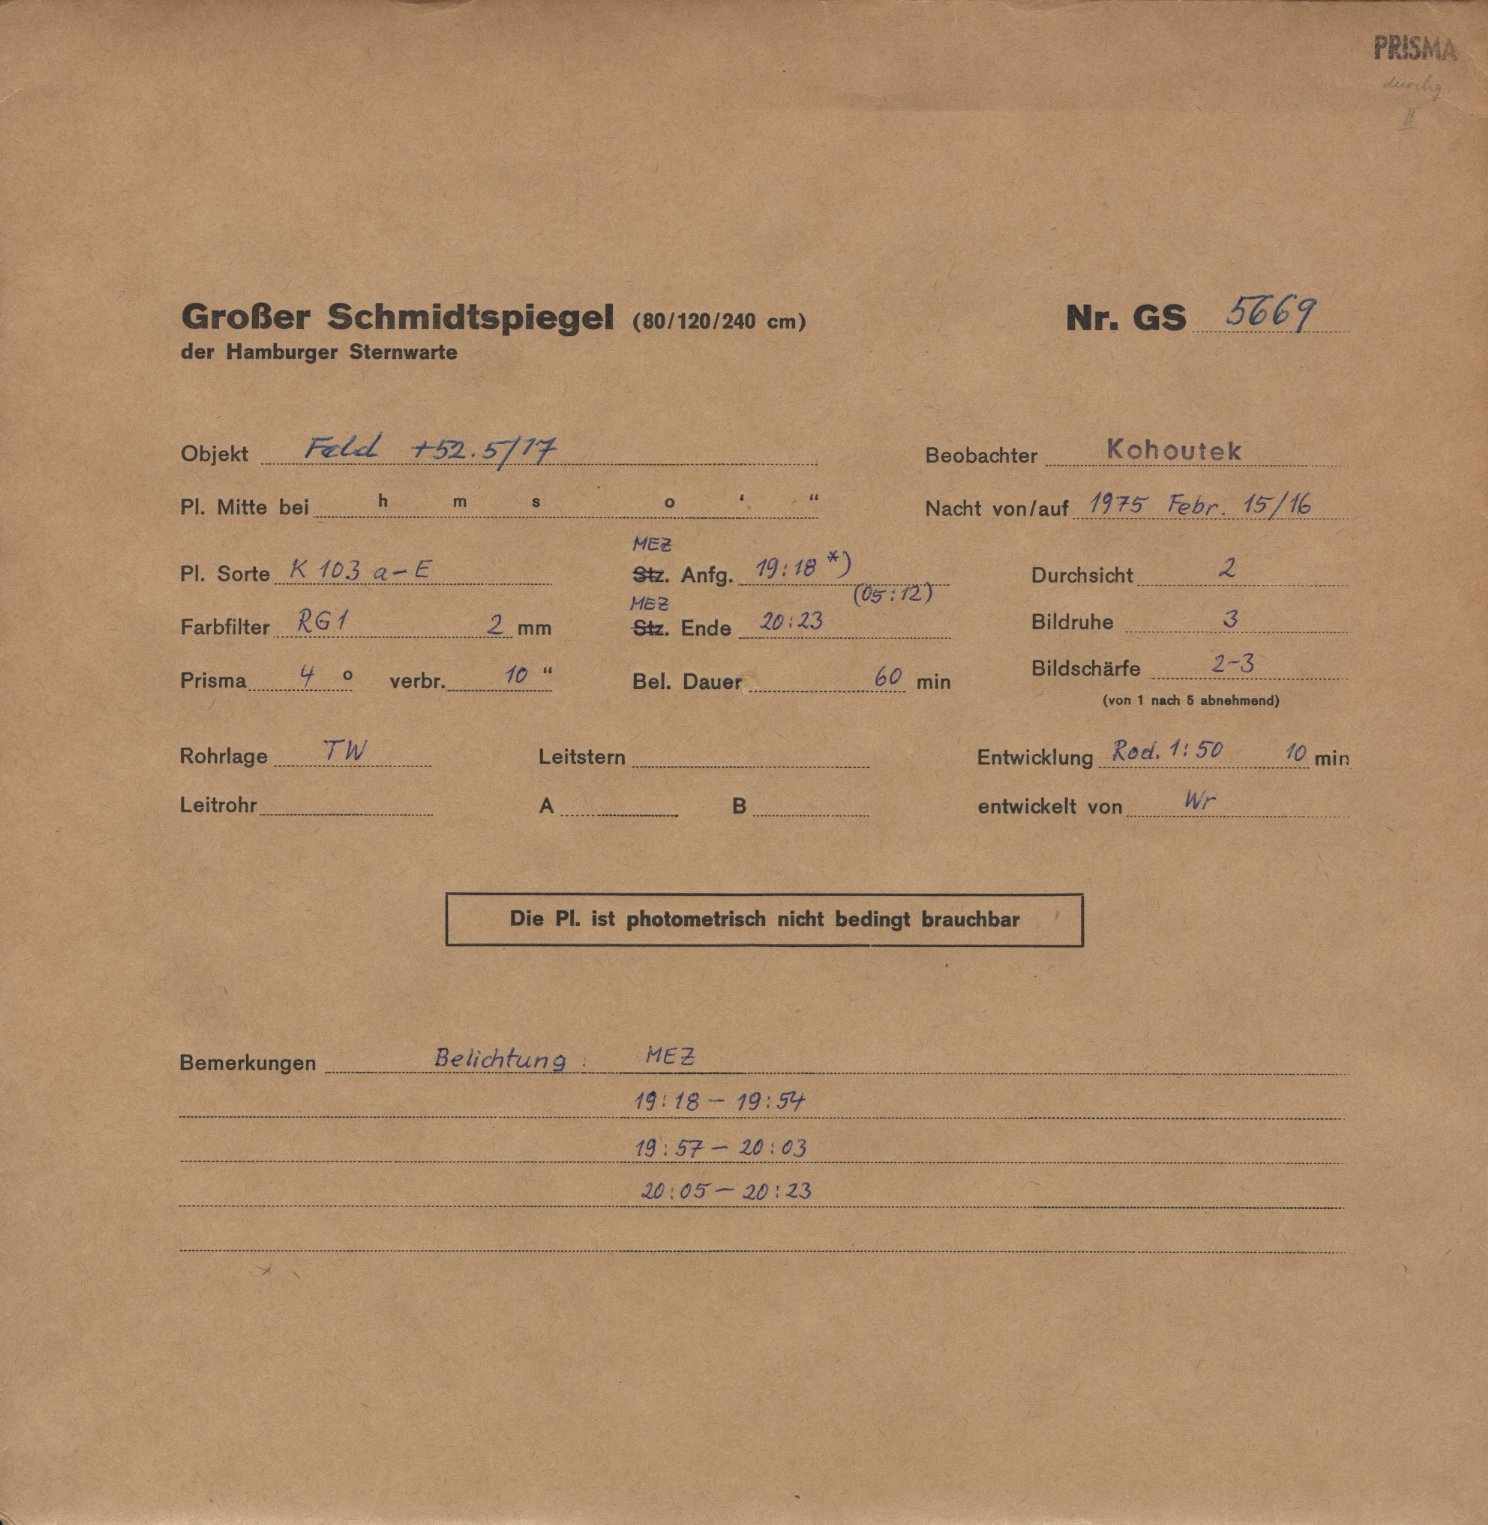 PRISMA
II
Großer Schmidtspiegel (80/120/240 cm) Nr. GS 5669
der Hamburger Sternwarte
Objekt Feld +52.5/17 Beobachter Kohoutek
Pl. Mitte bei h m s o ‘ “ Nacht von/auf 1975 Febr. 15/16
MEZ
Pl. Sorte K 103 a-E Stz. Anfg. 19:18 *) Durchsicht 2
MEZ (05:12)
Farbfilter RG1 2 mm Stz. Ende 20:23 Bildruhe 3
Prisma 4 o verbr. 10 “ Bel. Dauer 60 min Bildschärfe 2-3
(von 1 nach 5 abnehmend)
Rohrlage TW Leitstern Entwicklung Rod. 1:50 10 min
Leitrohr A B entwickelt von Wr
Die Pl. ist photometrisch nicht bedingt brauchbar
Bemerkungen Belichtung: MEZ
19:18 - 19:54
19:57 - 20:03
20:05 - 20:23